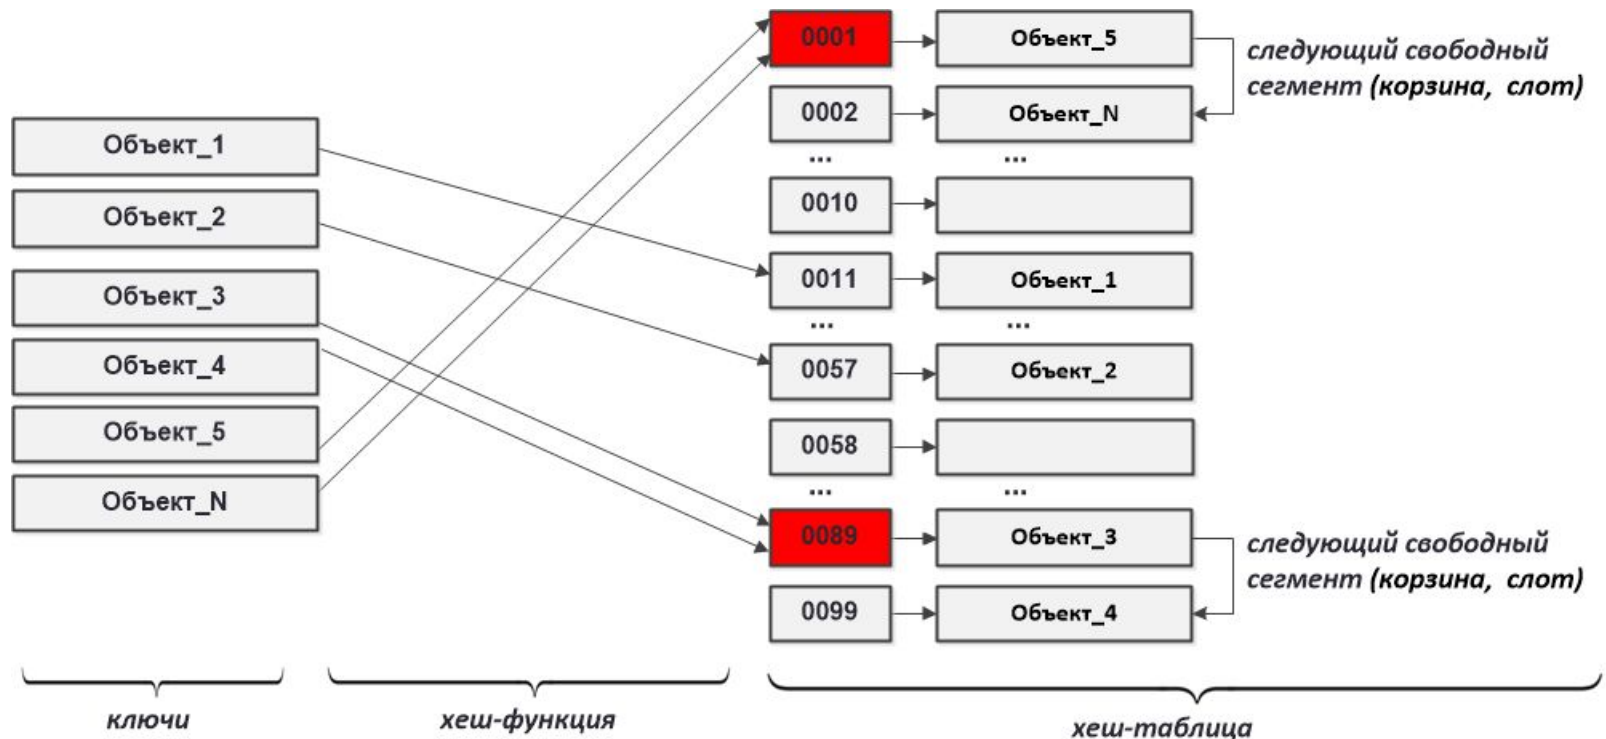 Объект_1
Объект_2
Объект_3
Объект_4
Объект_5
Объект_N
0001 Объект_5
следующий свободный
сегмент (корзина, слот)
0002 Объект_N
... ...
0010
0011 Объект_1
... ...
0057 Объект_2
0058
... ...
0089 Объект_3
следующий свободный
сегмент (корзина, слот)
0099 Объект_4
ключи
хеш-функция
хеш-таблица